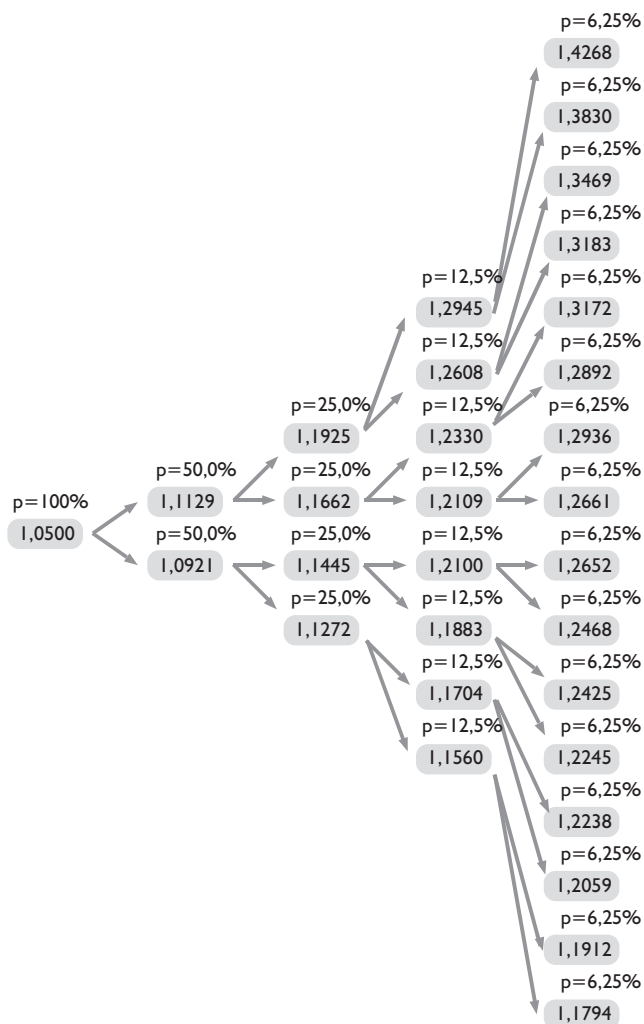 p=6,25%
1,4268
p=6,25%
1,3830
p=6,25%
1,3469
p=6,25%
1,3183
p=12,5% p=6,25%
1,2945 1,3172
p=12,5% p=6,25%
1,2608 1,2892
p=25,0% p=12,5% p=6,25%
1,1925 1,2330 1,2936
p=50,0% p=25,0% p=12,5% p=6,25%
p=100% 1,1129 1,1662 1,2109 1,2661
1,0500 p=50,0% p=25,0% p=12,5% p=6,25%
1,0921 1,1445 1,2100 1,2652
p=25,0% p=12,5% p=6,25%
1,1272 1,1883 1,2468
p=12,5% p=6,25%
1,1704 1,2425
p=12,5% p=6,25%
1,1560 1,2245
p=6,25%
1,2238
p=6,25%
1,2059
p=6,25%
1,1912
p=6,25%
1,1794